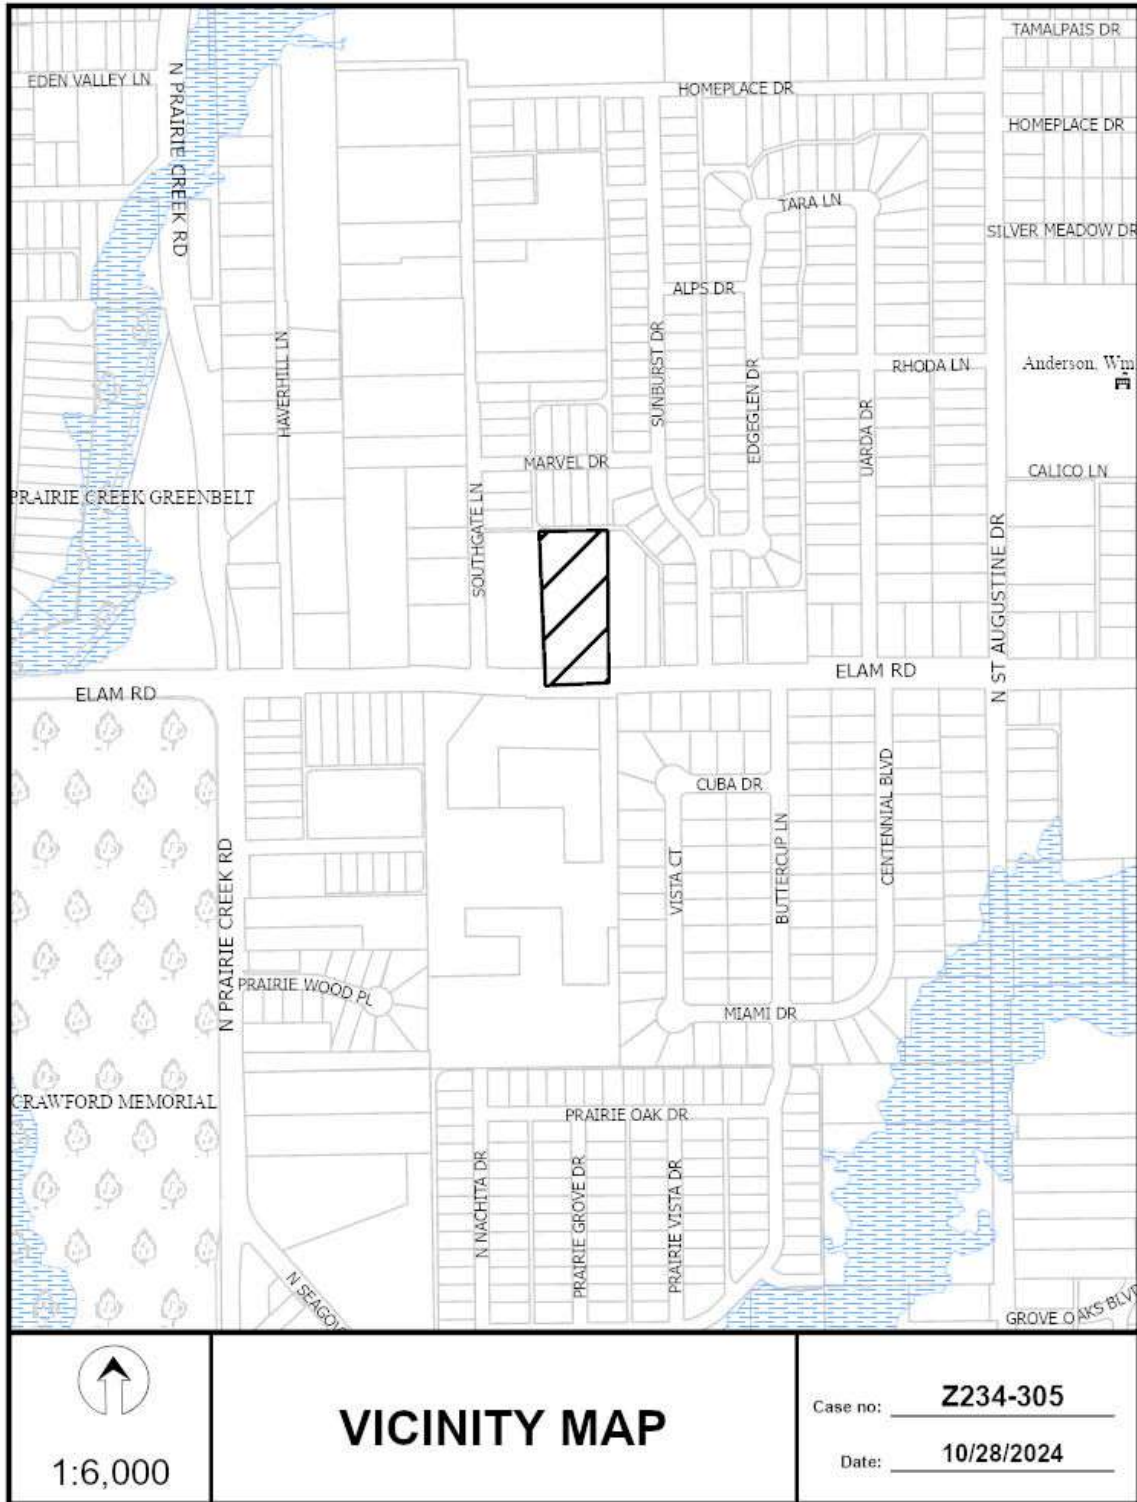 TAMALPAIS DR
EDEN VALLEY LN
N PRAIRIE CREEK RD
HOMEPLACE DR
HOMEPLACE DR
TARA LN
SILVER MEADOW DR
ALPS DR
HAVERHILL LN
SUNBURST DR
EDGEGLEN DR
UARDA DR
RHODA LN
Anderson, Wm
MARVEL DR
CALICO LN
PRAIRIE CREEK GREENBELT
SOUTHGATE LN
N ST AUGUSTINE DR
ELAM RD
ELAM RD
CUBA DR
VISTA CT
BUTTERCUP LN
CENTENNIAL BLVD
N PRAIRIE CREEK RD
PRAIRIE WOOD PL
MIAMI DR
CRAWFORD MEMORIAL
PRAIRIE OAK DR
N NACHITA DR
PRAIRIE GROVE DR
PRAIRIE VISTA DR
N SEAGOV
GROVE OAKS BLVD
1:6,000
VICINITY MAP
Case no: Z234-305
Date: 10/28/2024